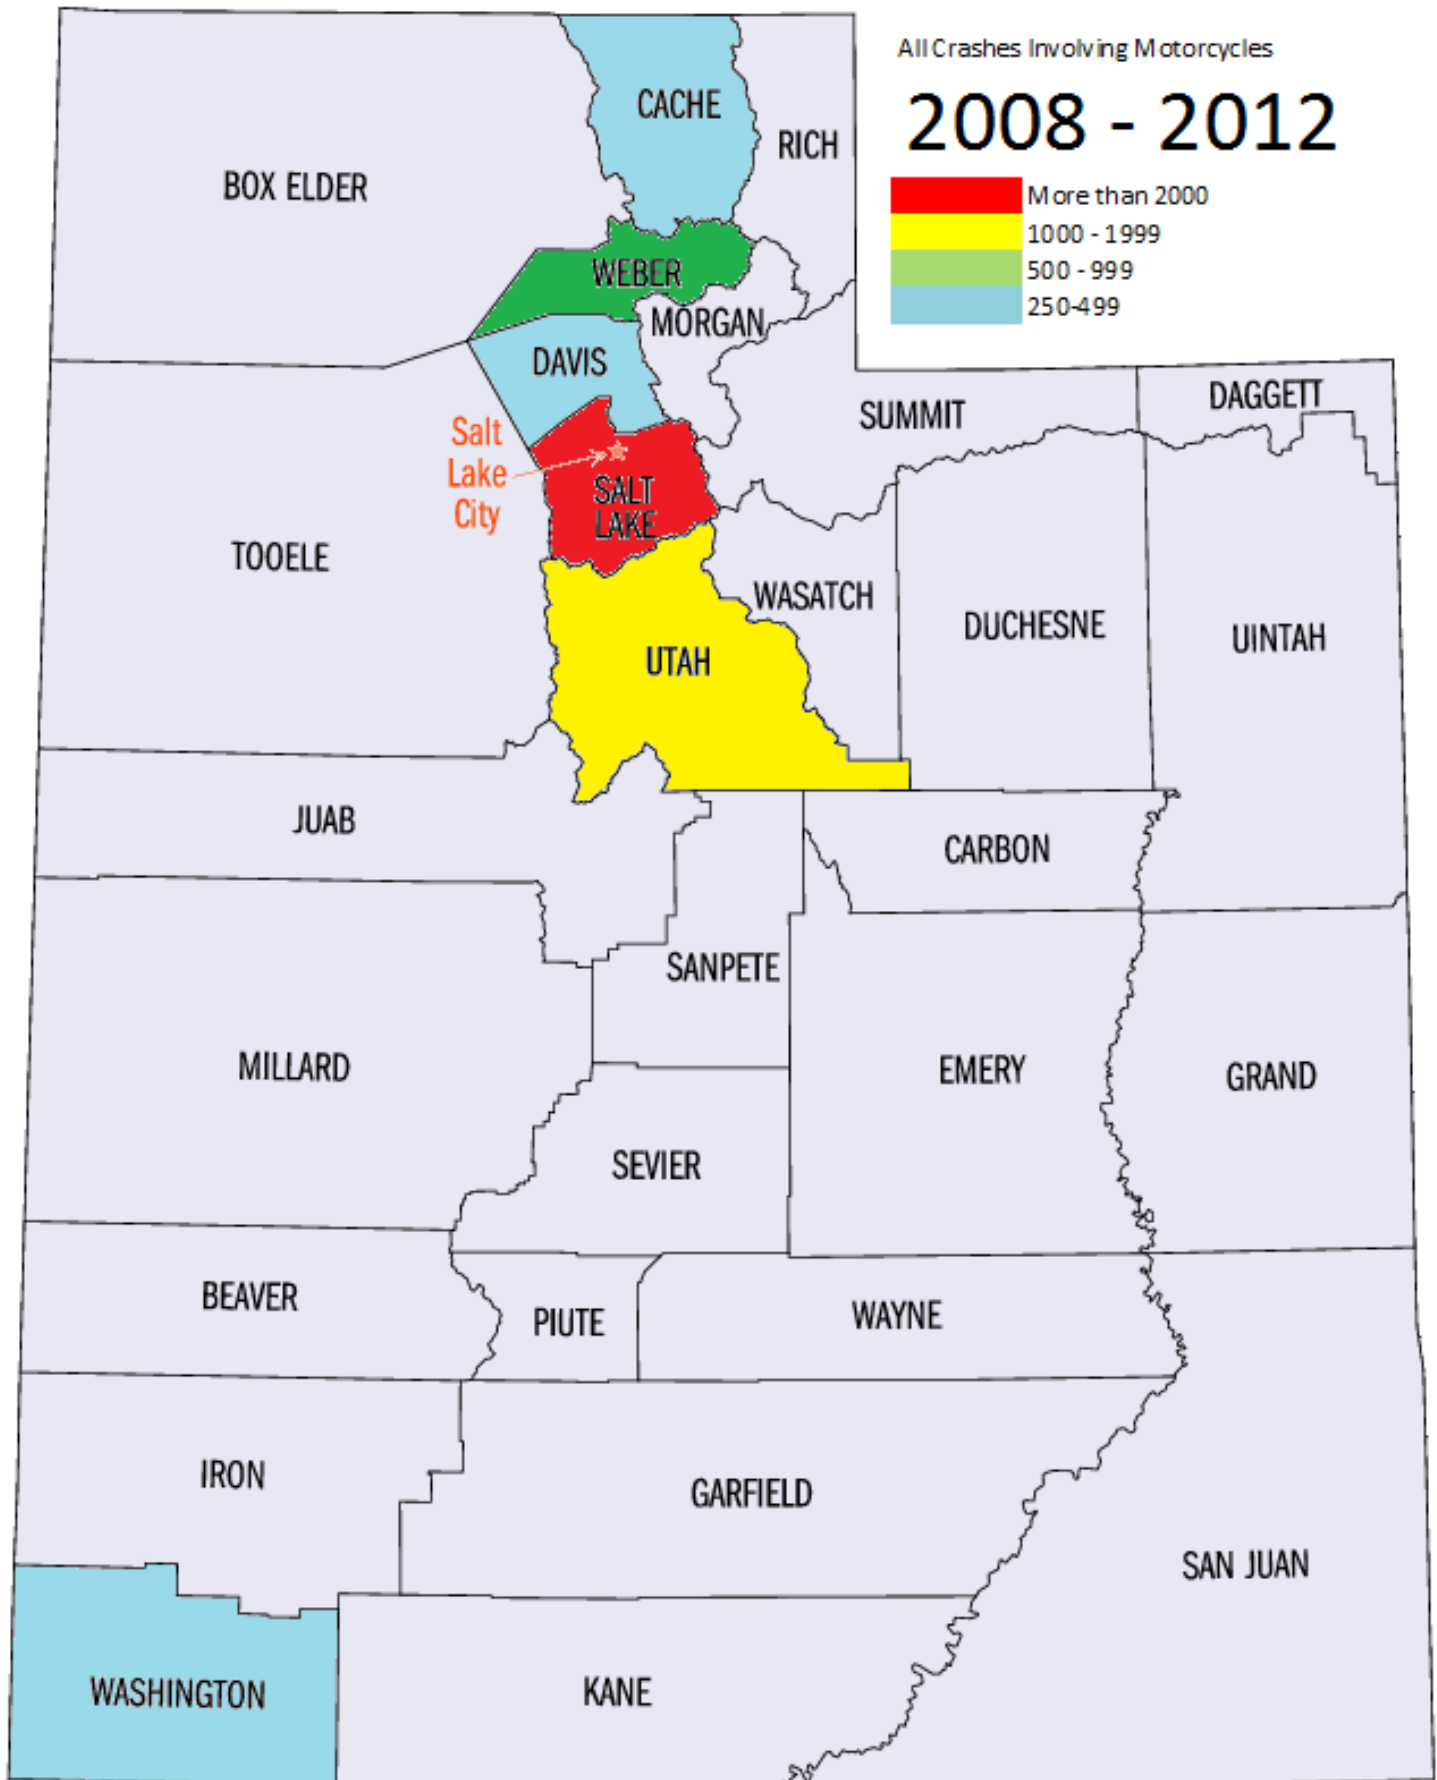 All Crashes Involving Motorcycles
2008 - 2012
More than 2000
1000 - 1999
500 - 999
250-499
CACHE
RICH
BOX ELDER
WEBER
MORGAN
DAVIS
DAGGETT
SUMMIT
Salt
Lake
City
SALT
LAKE
TOOELE
WASATCH
DUCHESNE
UINTAH
UTAH
JUAB
CARBON
SANPETE
MILLARD
EMERY
GRAND
SEVIER
BEAVER
PIUTE
WAYNE
IRON
GARFIELD
SAN JUAN
WASHINGTON
KANE